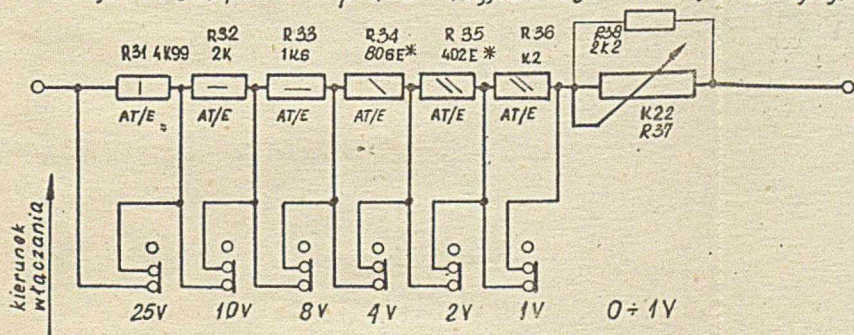 R31 4K99
R32
2K
R33
1K6
R34
806E*
R35
402E*
R36
K2
R38
2K2
AT/E
AT/E
AT/E
AT/E
AT/E
AT/E
K22
R37
kierunek
włączania
25V
10V
8V
4V
2V
1V
0÷1V